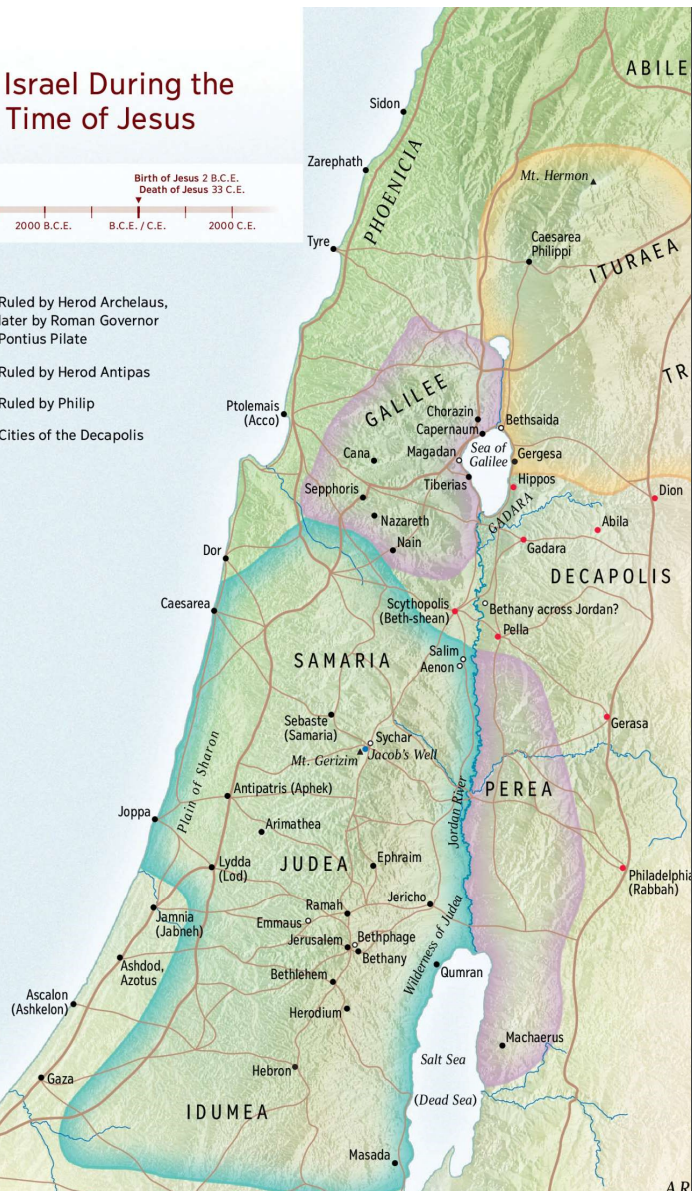 Israel During the
Time of Jesus
Birth of Jesus 2 B.C.E.
Death of Jesus 33 C.E.
2000 B.C.E.
B.C.E. / C.E.
2000 C.E.
Ruled by Herod Archelaus,
later by Roman Governor
Pontius Pilate
Ruled by Herod Antipas
Ruled by Philip
Cities of the Decapolis
ABILE
Sidon
Zarephath
PHOENICIA
Mt. Hermon
Tyre
Caesarea
Philippi
ITURAEA
TR
GALILEE
Ptolemais
(Acco)
Chorazin
Bethsaida
Capernaum
Cana
Magadan
Sea of
Galilee
Gergesa
Sepphoris
Tiberias
Hippos
Dion
GADARA
Nazareth
Abila
Nain
Gadara
Dor
DECAPOLIS
Caesarea
Scythopolis
(Beth-shean)
Bethany across Jordan?
Pella
SAMARIA
Salim
Aenon
Sebaste
(Samaria)
Sychar
Gerasa
Mt. Gerizim
Jacob's Well
Plain of Sharon
Jordan River
PEREA
Antipatris (Aphek)
Joppa
Arimathea
Lydda
(Lod)
JUDEA
Ephraim
Philadelphia
(Rabbah)
Jericho
Ramah
Jamnia
(Jabneh)
Emmaus
Wilderness of Judea
Jerusalem
Bethphage
Bethany
Ashdod,
Azotus
Bethlehem
Qumran
Ascalon
(Ashkelon)
Herodium
Machaerus
Salt Sea
(Dead Sea)
Hebron
Gaza
IDUMEA
Masada
AR